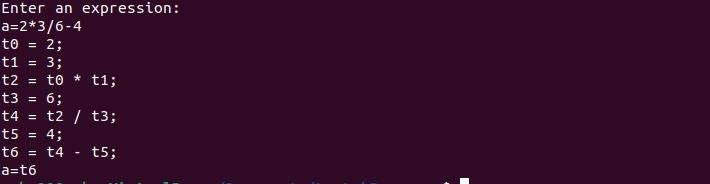 Enter an expression:
a=2*3/6-4
t0 = 2;
t1 = 3;
t2 = t0 * t1;
t3 = 6;
t4 = t2 / t3;
t5 = 4;
t6 = t4 - t5;
a=t6